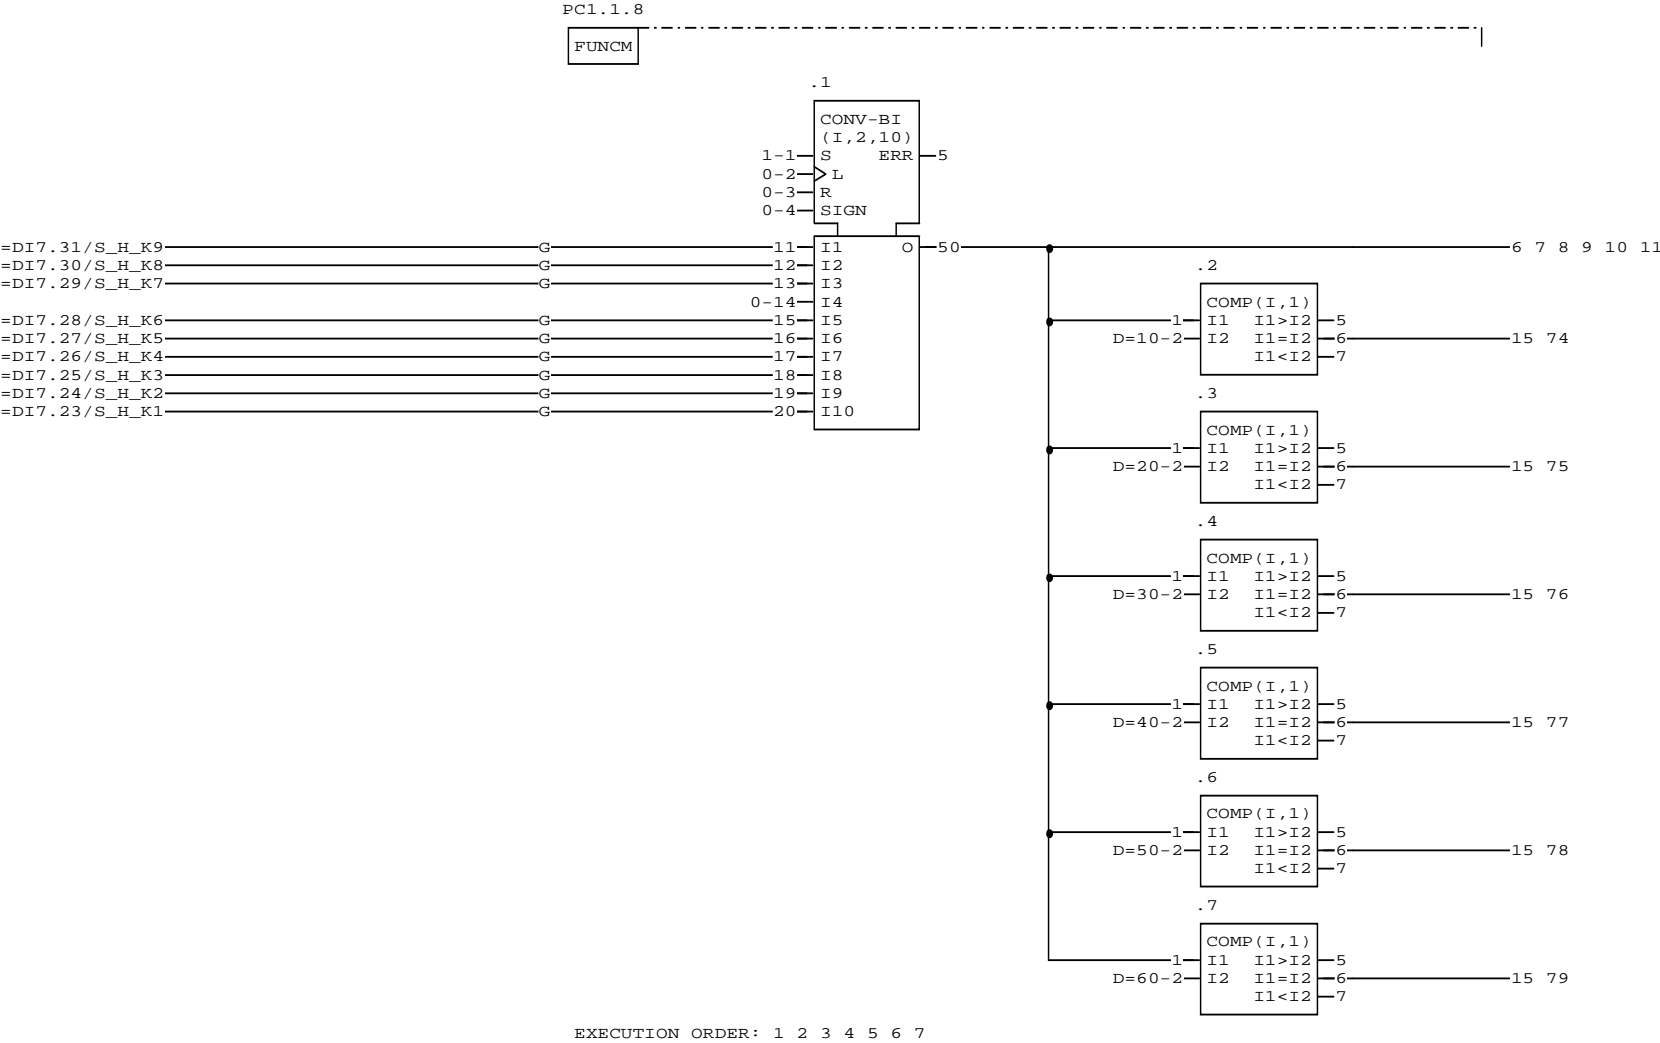 PC1.1.8
FUNCM
.1
CONV-BI
(I,2,10)
1-1 S ERR 5
0-2 L
0-3 R
0-4 SIGN
=DI7.31/S_H_K9 G 11 I1 O 50 6 7 8 9 10 11
=DI7.30/S_H_K8 G 12 I2 .2
=DI7.29/S_H_K7 G 13 I3
0-14 I4 COMP(I,1)
=DI7.28/S_H_K6 G 15 I5 1 I1 I1>I2 5
=DI7.27/S_H_K5 G 16 I6 D=10-2 I2 I1=I2 6 15 74
=DI7.26/S_H_K4 G 17 I7 I1<I2 7
=DI7.25/S_H_K3 G 18 I8
=DI7.24/S_H_K2 G 19 I9 .3
=DI7.23/S_H_K1 G 20 I10
COMP(I,1)
1 I1 I1>I2 5
D=20-2 I2 I1=I2 6 15 75
I1<I2 7
.4
COMP(I,1)
1 I1 I1>I2 5
D=30-2 I2 I1=I2 6 15 76
I1<I2 7
.5
COMP(I,1)
1 I1 I1>I2 5
D=40-2 I2 I1=I2 6 15 77
I1<I2 7
.6
COMP(I,1)
1 I1 I1>I2 5
D=50-2 I2 I1=I2 6 15 78
I1<I2 7
.7
COMP(I,1)
1 I1 I1>I2 5
D=60-2 I2 I1=I2 6 15 79
I1<I2 7
EXECUTION ORDER: 1 2 3 4 5 6 7